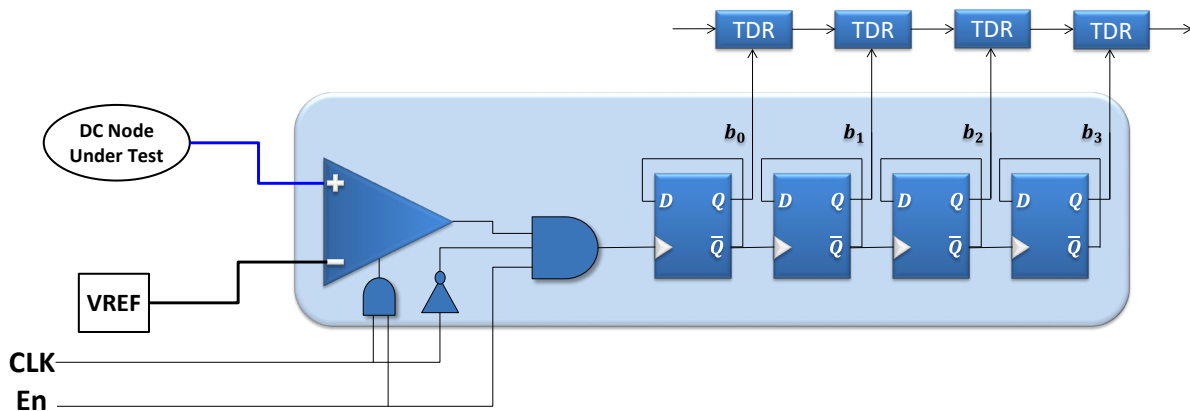 TDR TDR TDR TDR
DC Node
Under Test
b₀ b₁ b₂ b₃
+
D Q D Q D Q D Q
Q̅ Q̅ Q̅ Q̅
−
VREF
CLK
En